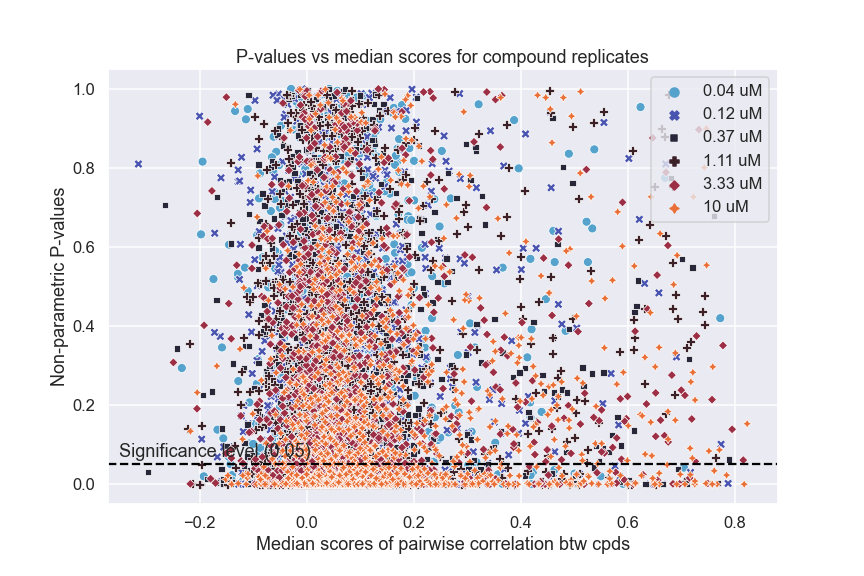 P-values vs median scores for compound replicates
Non-parametric P-values
1.0
0.8
0.6
0.4
0.2
0.0
0.04 uM
0.12 uM
0.37 uM
1.11 uM
3.33 uM
10 uM
Significance level (0.05)
−0.2 0.0 0.2 0.4 0.6 0.8
Median scores of pairwise correlation btw cpds